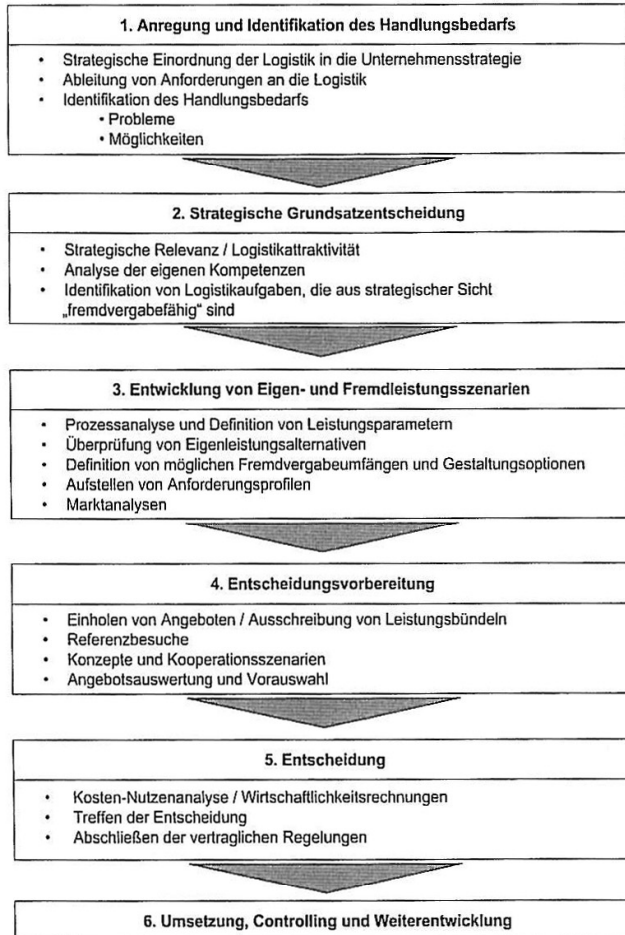 1. Anregung und Identifikation des Handlungsbedarfs
• Strategische Einordnung der Logistik in die Unternehmensstrategie
• Ableitung von Anforderungen an die Logistik
• Identifikation des Handlungsbedarfs
• Probleme
• Möglichkeiten
2. Strategische Grundsatzentscheidung
• Strategische Relevanz / Logistikattraktivität
• Analyse der eigenen Kompetenzen
• Identifikation von Logistikaufgaben, die aus strategischer Sicht
„fremdvergabefähig“ sind
3. Entwicklung von Eigen- und Fremdleistungsszenarien
• Prozessanalyse und Definition von Leistungsparametern
• Überprüfung von Eigenleistungsalternativen
• Definition von möglichen Fremdvergabeumfängen und Gestaltungsoptionen
• Aufstellen von Anforderungsprofilen
• Marktanalysen
4. Entscheidungsvorbereitung
• Einholen von Angeboten / Ausschreibung von Leistungsbündeln
• Referenzbesuche
• Konzepte und Kooperationsszenarien
• Angebotsauswertung und Vorauswahl
5. Entscheidung
• Kosten-Nutzenanalyse / Wirtschaftlichkeitsrechnungen
• Treffen der Entscheidung
• Abschließen der vertraglichen Regelungen
6. Umsetzung, Controlling und Weiterentwicklung